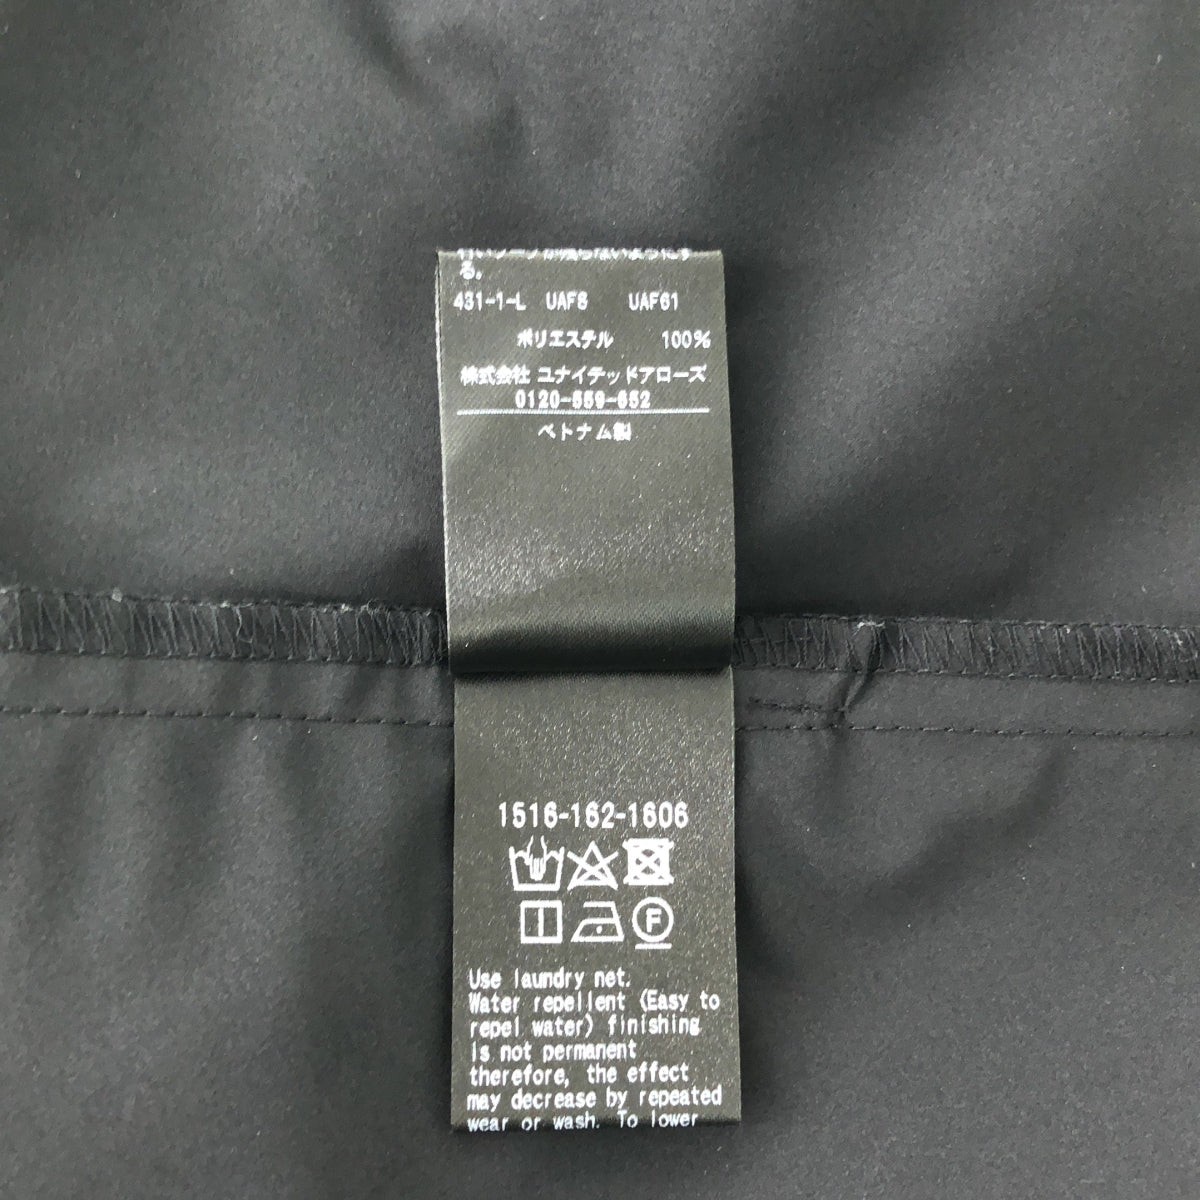 る。
431-1-L UAF8 UAF61
ポリエステル 100%
株式会社 ユナイテッドアローズ
0120-559-652
ベトナム製
1516-162-1606
F
Use laundry net.
Water repellent (Easy to
repel water) finishing
is not permanent
therefore, the effect
may decrease by repeated
wear or wash. To lower